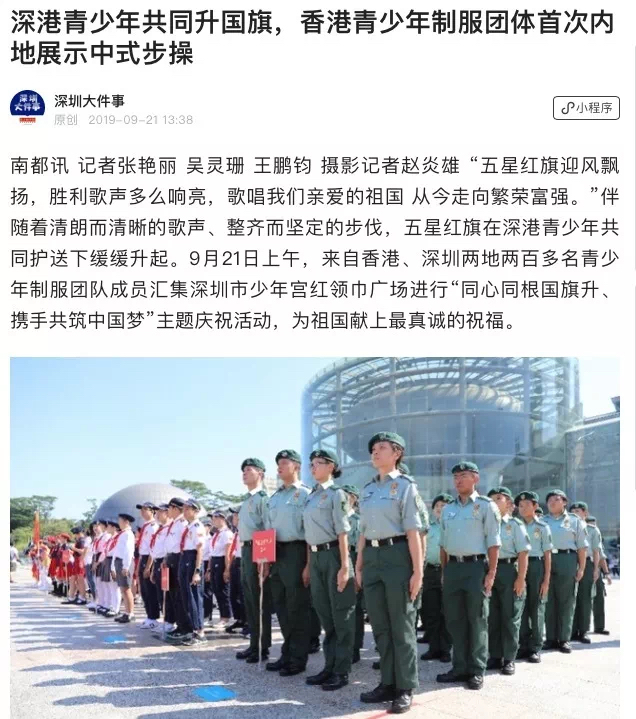 深港青少年共同升国旗，香港青少年制服团体首次内
地展示中式步操
深圳
大件事
深圳大件事
原创 2019-09-21 13:38
小程序
南都讯 记者张艳丽 吴灵珊 王鹏钧 摄影记者赵炎雄 “五星红旗迎风飘
扬，胜利歌声多么响亮，歌唱我们亲爱的祖国 从今走向繁荣富强。”伴
随着清朗而清晰的歌声、整齐而坚定的步伐，五星红旗在深港青少年共
同护送下缓缓升起。9月21日上午，来自香港、深圳两地两百多名青少
年制服团队成员汇集深圳市少年宫红领巾广场进行“同心同根国旗升、
携手共筑中国梦”主题庆祝活动，为祖国献上最真诚的祝福。